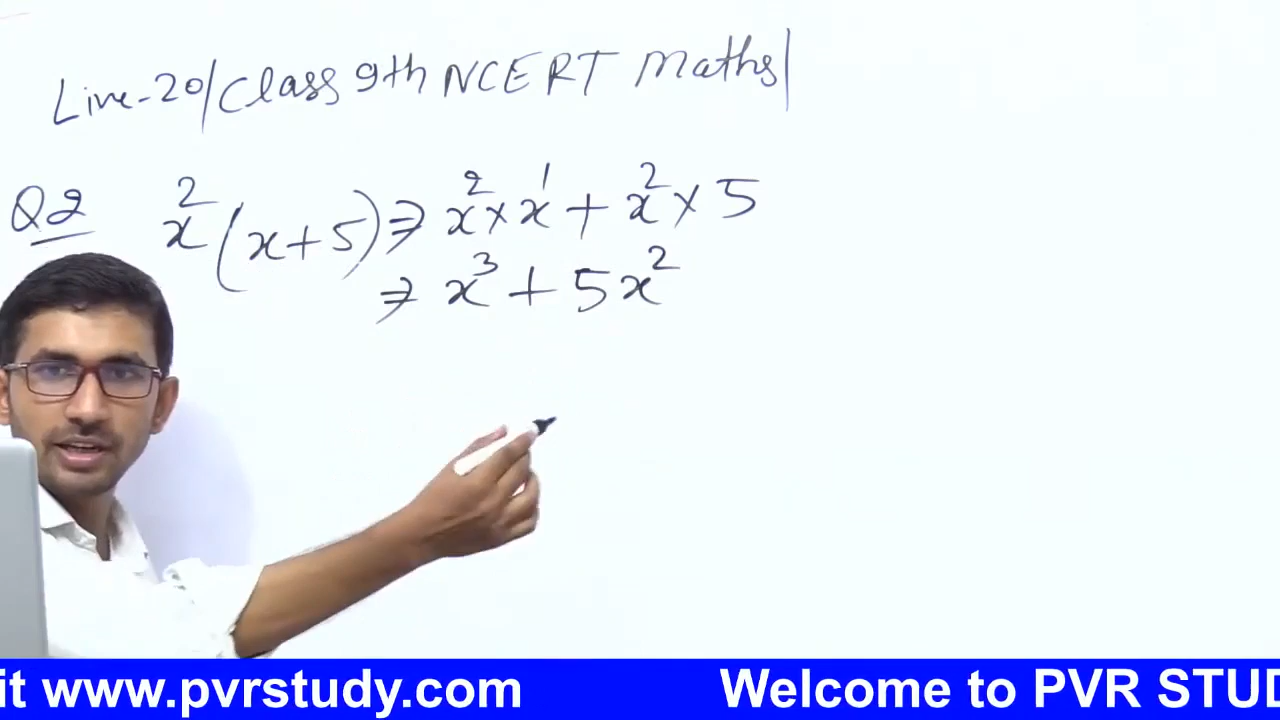 Live-20/Class 9th NCERT Maths/
Q2 x²(x+5) ⇒ x²×x¹ + x²×5
⇒ x³ + 5x²
it www.pvrstudy.com Welcome to PVR STUD